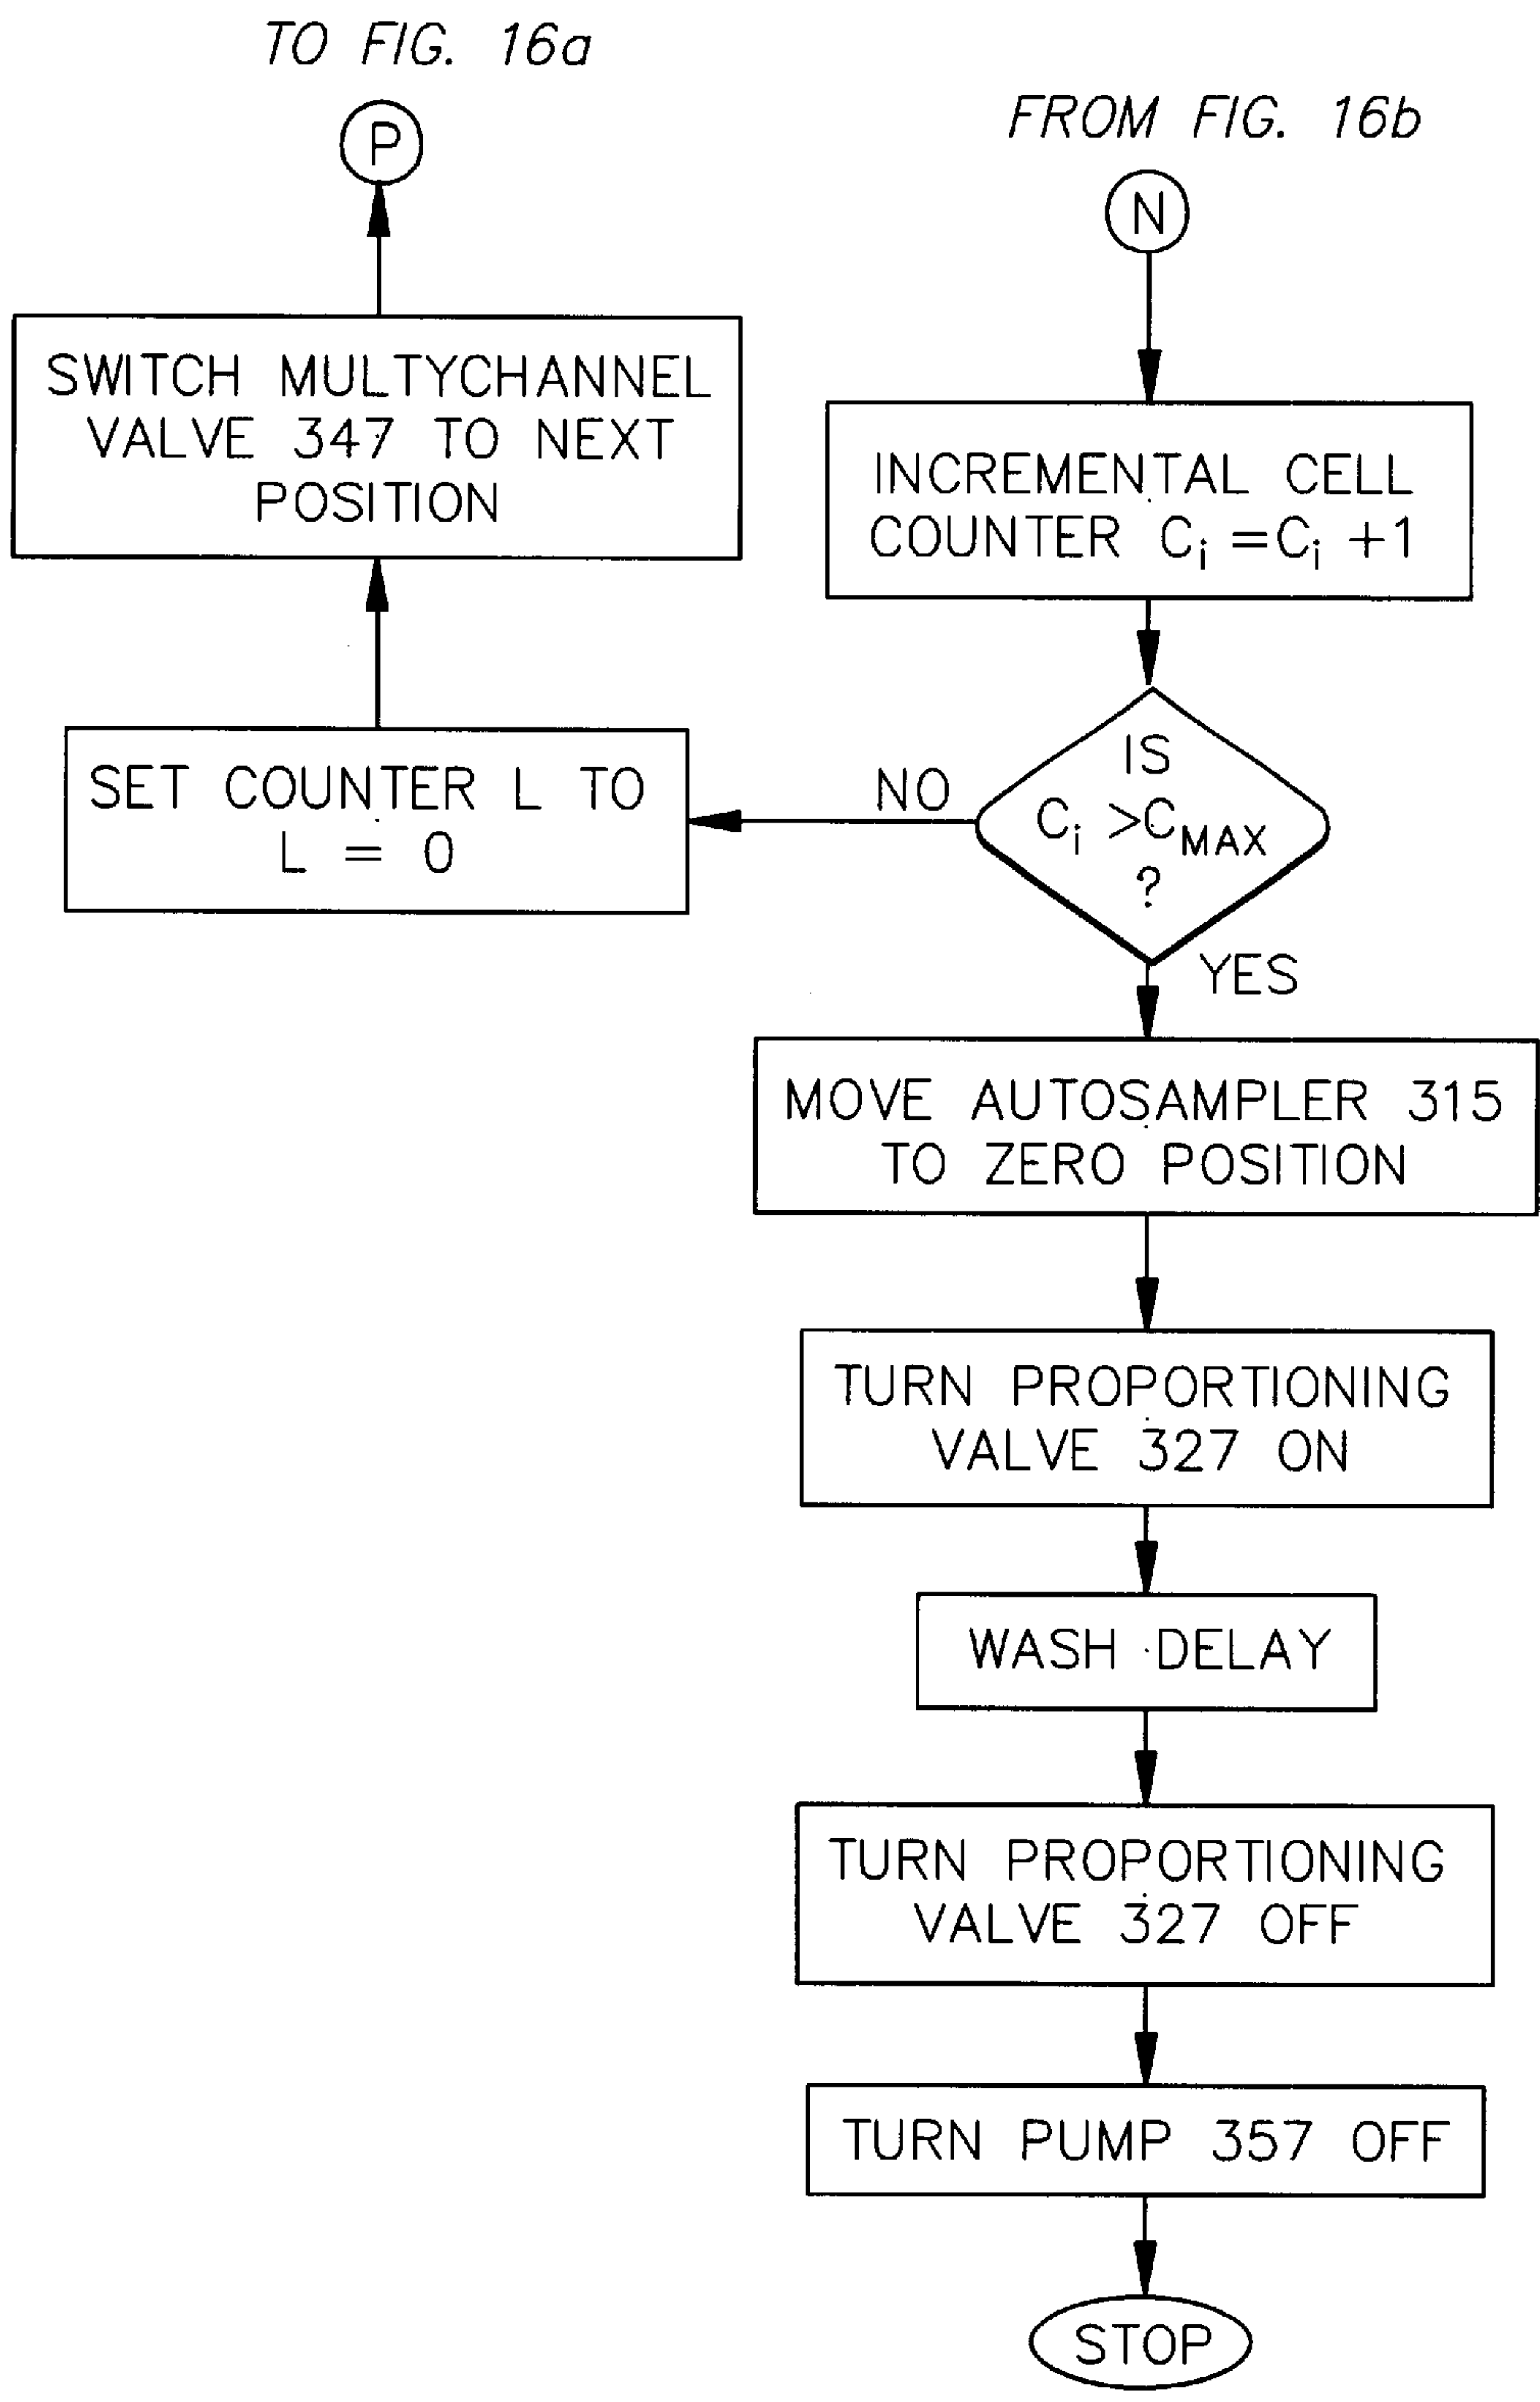 TO FIG. 16a
P
SWITCH MULTYCHANNEL
VALVE 347 TO NEXT
POSITION
SET COUNTER L TO
L = 0
FROM FIG. 16b
N
INCREMENTAL CELL
COUNTER Ci =Ci +1
IS
Ci >CMAX
?
NO
YES
MOVE AUTOSAMPLER 315
TO ZERO POSITION
TURN PROPORTIONING
VALVE 327 ON
WASH DELAY
TURN PROPORTIONING
VALVE 327 OFF
TURN PUMP 357 OFF
STOP